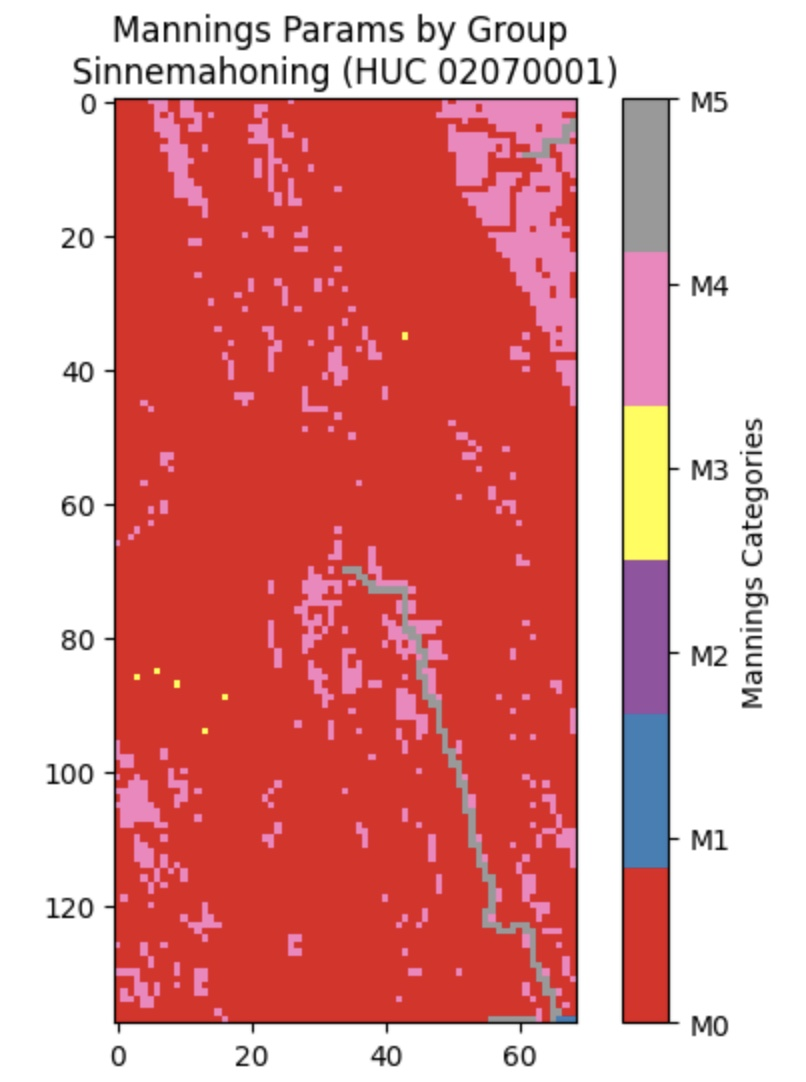 Mannings Params by Group
Sinnemahoning (HUC 02070001)
0
20
40
60
80
100
120
0
20
40
60
M5
M4
M3
M2
M1
M0
Mannings Categories